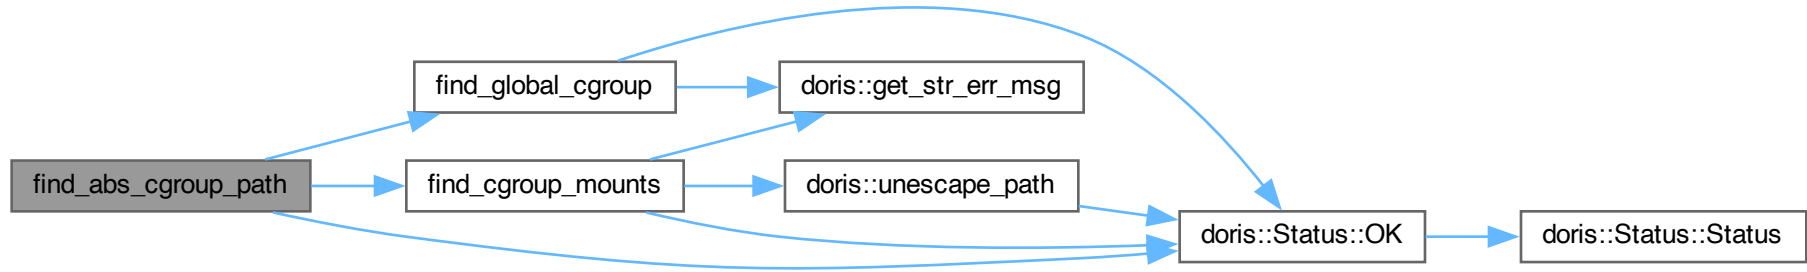 find_global_cgroup
doris::get_str_err_msg
find_abs_cgroup_path
find_cgroup_mounts
doris::unescape_path
doris::Status::OK
doris::Status::Status